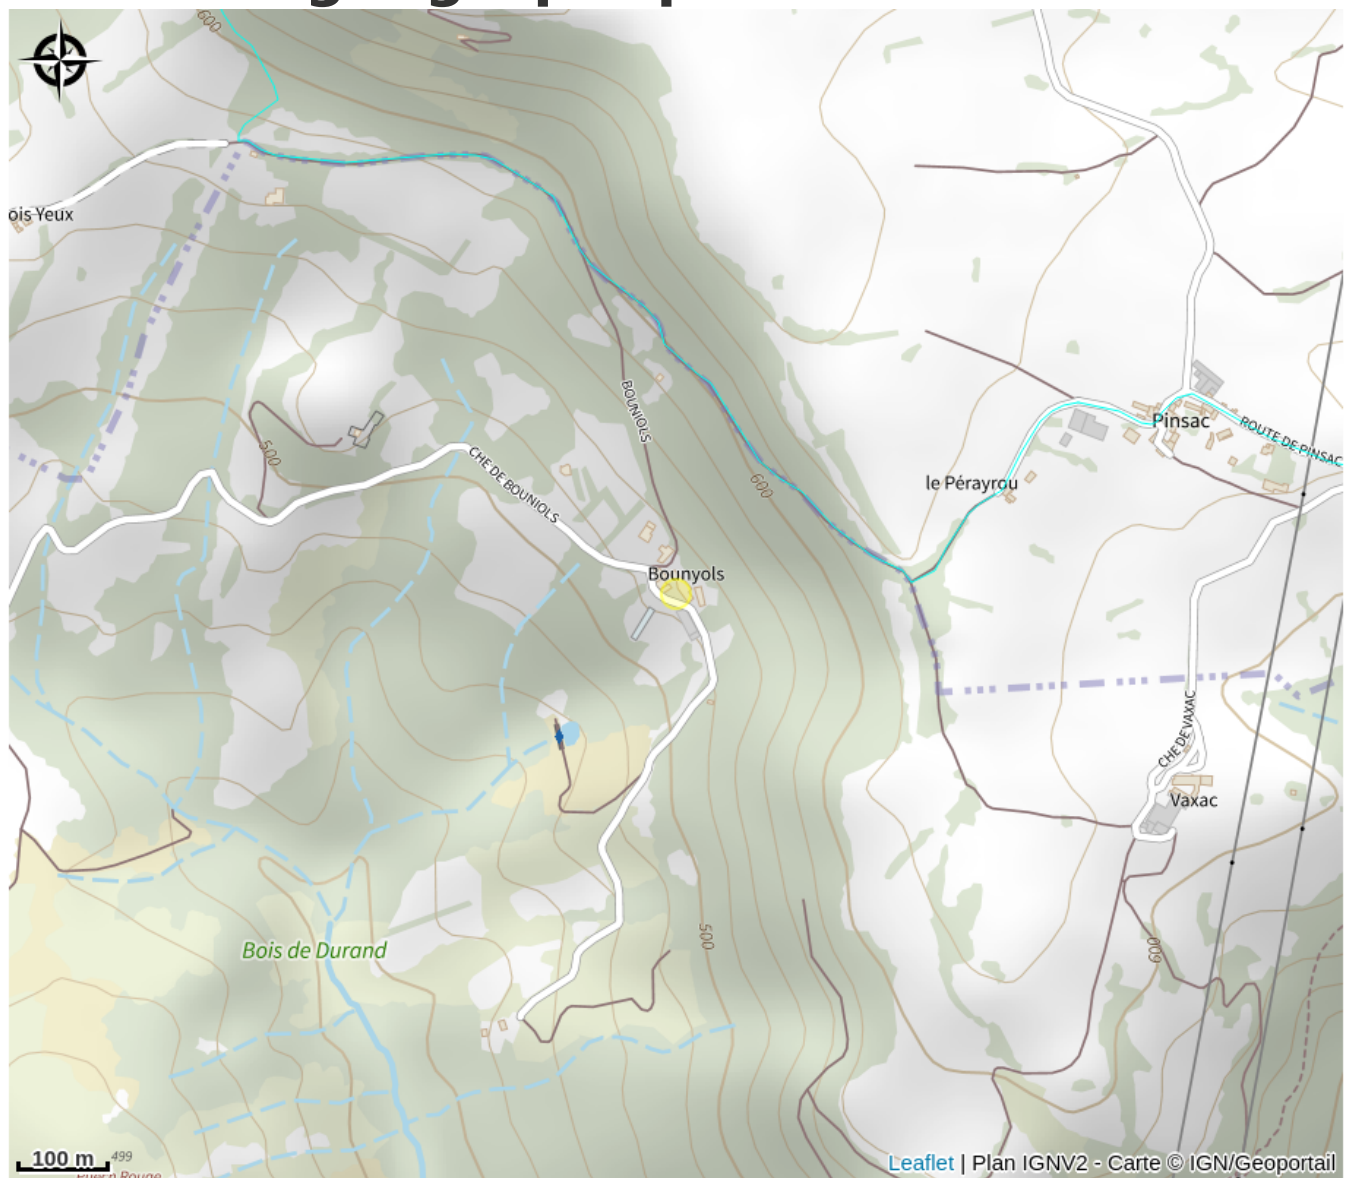 600
ois Yeux
BOUNIOLS
Pinsac
ROUTE DE PINSAC
500
CHE DE BOUNIOLS
600
le Pérayrou
Bounyols
CHE DE VAXAC
Vaxac
500
600
Bois de Durand
100 m
499
Leaflet | Plan IGNV2 - Carte © IGN/Geoportail